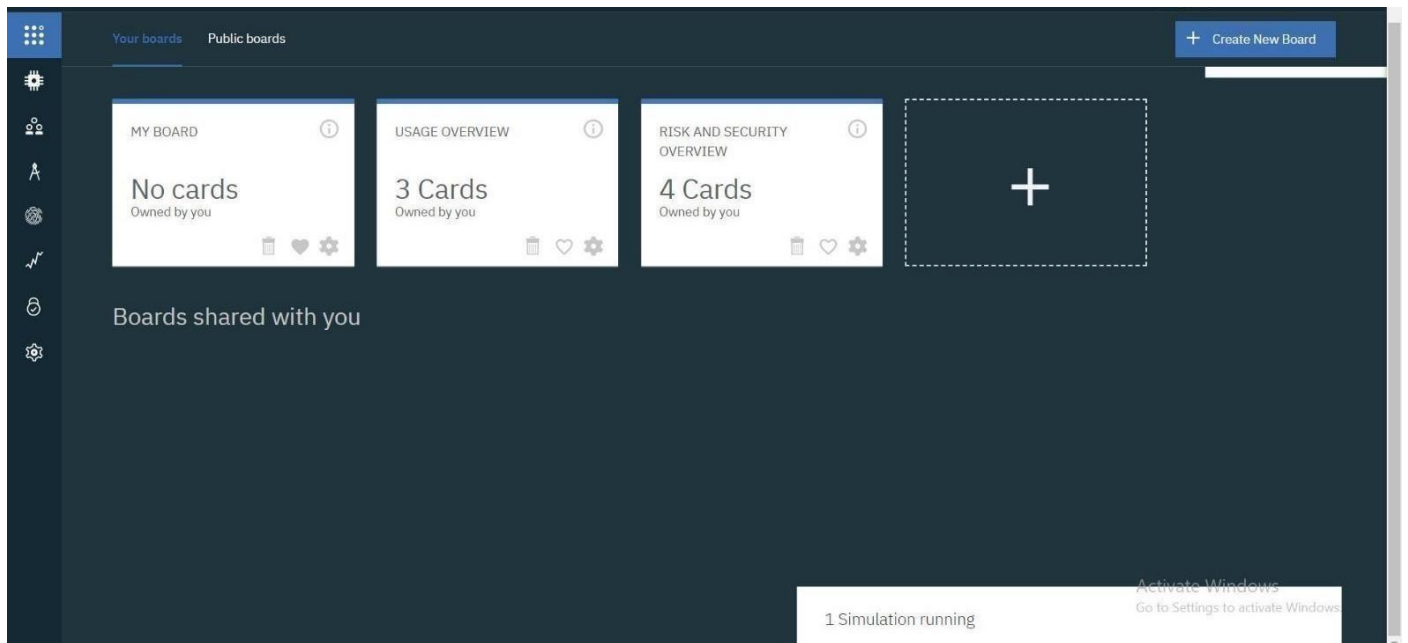 Your boards Public boards
+ Create New Board
MY BOARD
No cards
Owned by you
USAGE OVERVIEW
3 Cards
Owned by you
RISK AND SECURITY
OVERVIEW
4 Cards
Owned by you
Boards shared with you
1 Simulation running
Activate Windows
Go to Settings to activate Windows.